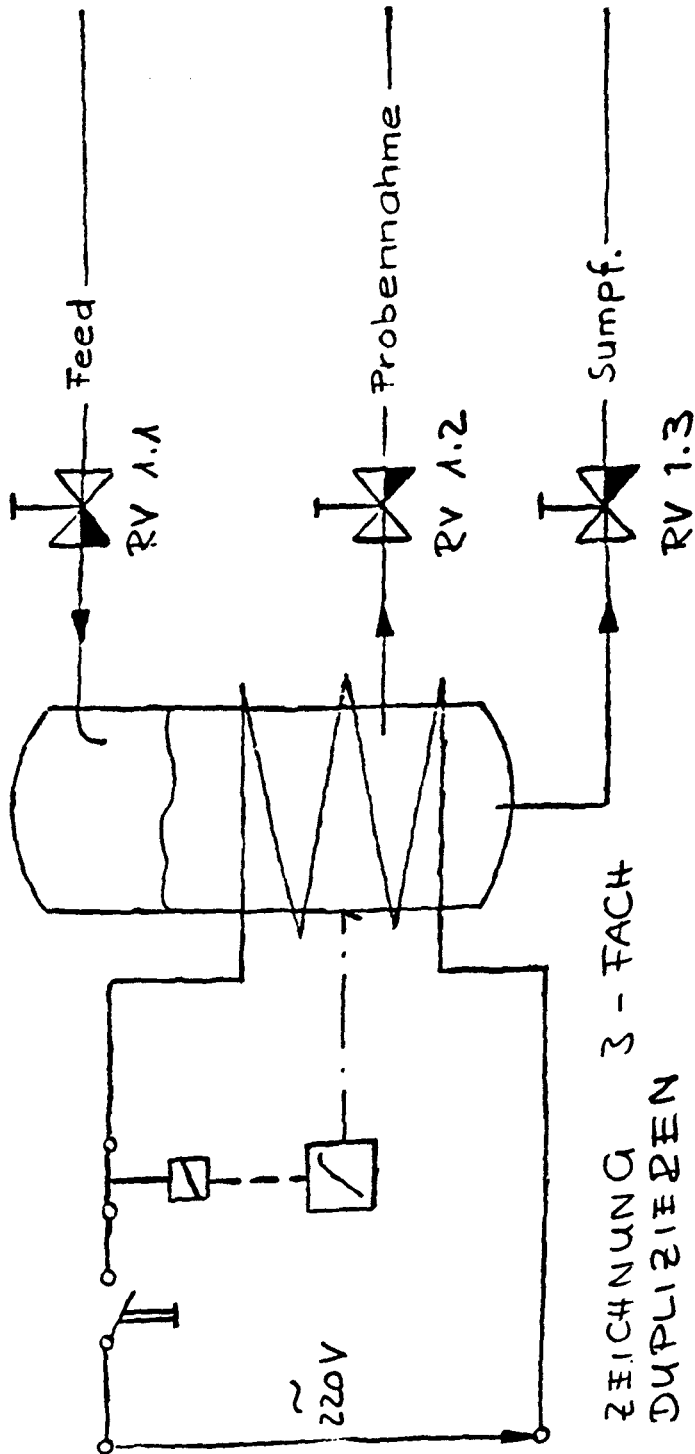 Feed
RV 1.1
Probennahme
RV 1.2
Sumpf.
RV 1.3
~
220V
ZEICHNUNG 3 - FACH
DUPLIZIEREN